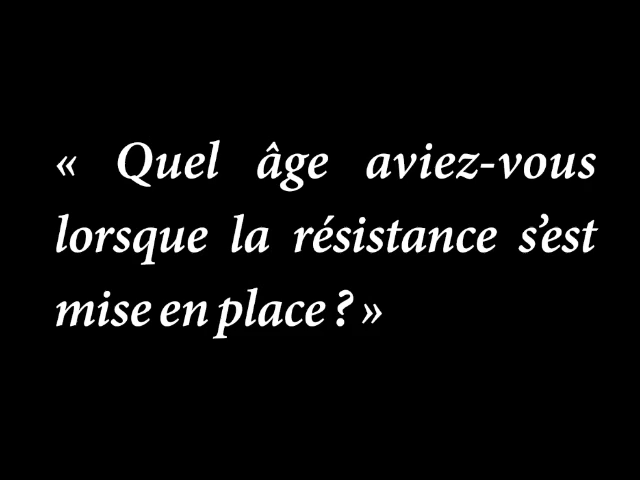 « Quel âge aviez-vous
lorsque la résistance s’est
mise en place ? »